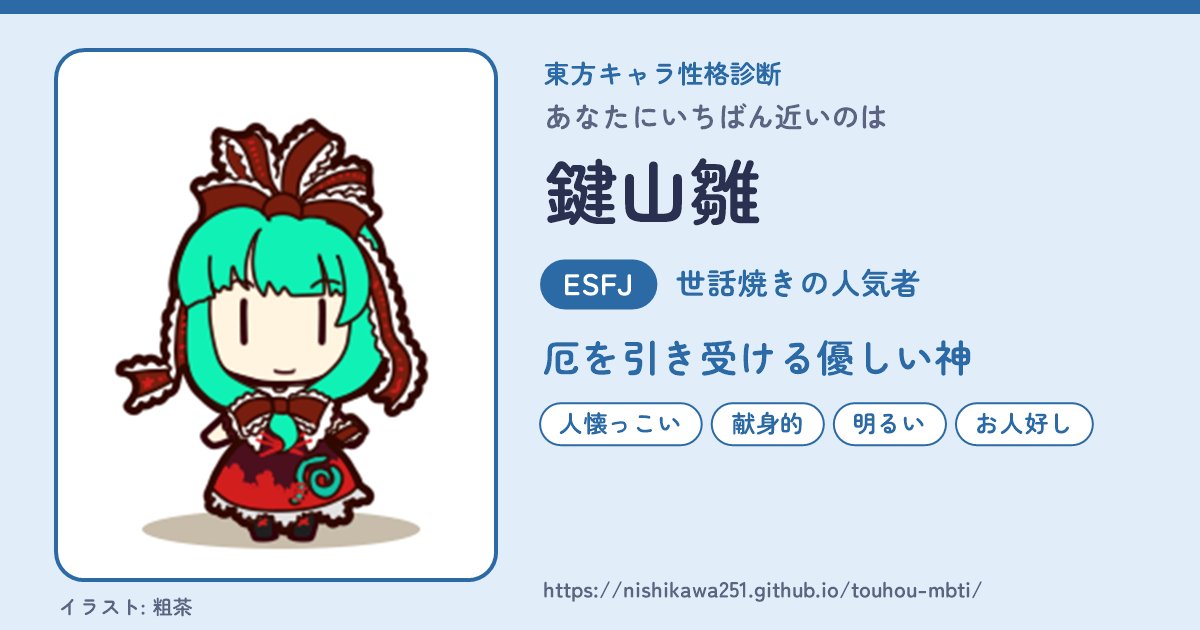 東方キャラ性格診断
あなたにいちばん近いのは
鍵山雛
ESFJ 世話焼きの人気者
厄を引き受ける優しい神
人懐っこい 献身的 明るい お人好し
https://nishikawa251.github.io/touhou-mbti/
イラスト: 粗茶